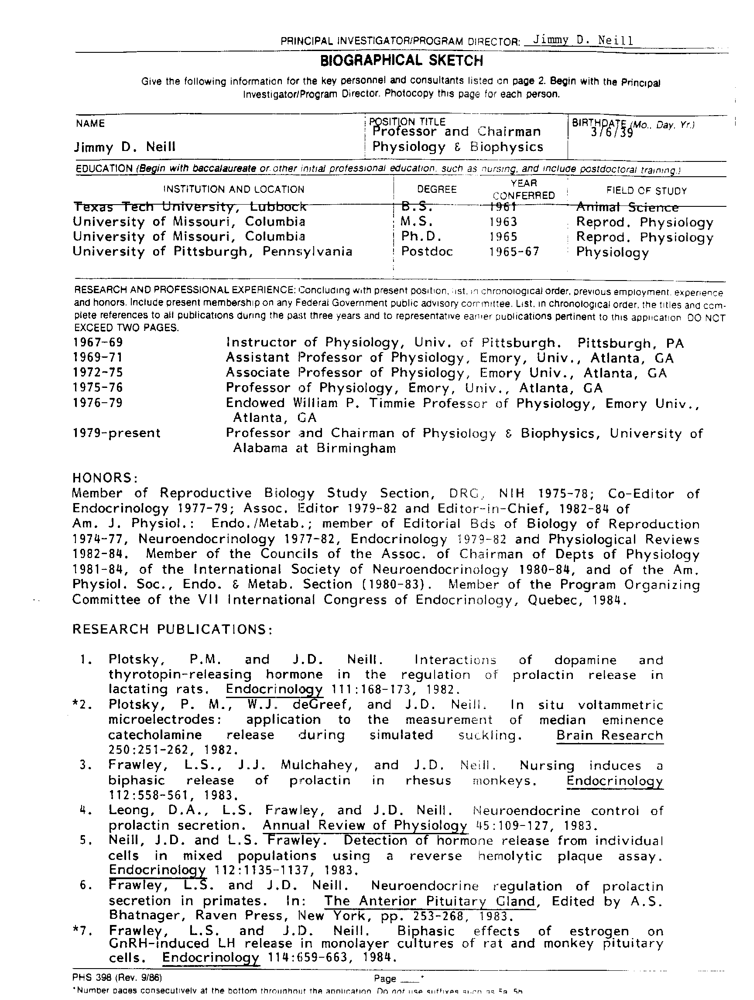 PRINCIPAL INVESTIGATOR/PROGRAM DIRECTOR: Jimmy D. Neill
BIOGRAPHICAL SKETCH
Give the following information for the key personnel and consultants listed on page 2. Begin with the Principal
Investigator/Program Director. Photocopy this page for each person.
NAME POSITION TITLE BIRTHDATE (Mo., Day, Yr.)
Professor and Chairman 3/6/39
Jimmy D. Neill Physiology & Biophysics
EDUCATION (Begin with baccalaureate or other initial professional education, such as nursing, and include postdoctoral training.)
INSTITUTION AND LOCATION DEGREE YEAR CONFERRED FIELD OF STUDY
Texas Tech University, Lubbock B.S. 1961 Animal Science
University of Missouri, Columbia M.S. 1963 Reprod. Physiology
University of Missouri, Columbia Ph.D. 1965 Reprod. Physiology
University of Pittsburgh, Pennsylvania Postdoc 1965-67 Physiology
RESEARCH AND PROFESSIONAL EXPERIENCE: Concluding with present position, list, in chronological order, previous employment, experience
and honors. Include present membership on any Federal Government public advisory committee. List, in chronological order, the titles and com-
plete references to all publications during the past three years and to representative earlier publications pertinent to this application. DO NOT
EXCEED TWO PAGES.
1967-69 Instructor of Physiology, Univ. of Pittsburgh. Pittsburgh, PA
1969-71 Assistant Professor of Physiology, Emory, Univ., Atlanta, GA
1972-75 Associate Professor of Physiology, Emory Univ., Atlanta, GA
1975-76 Professor of Physiology, Emory, Univ., Atlanta, GA
1976-79 Endowed William P. Timmie Professor of Physiology, Emory Univ.,
Atlanta, GA
1979-present Professor and Chairman of Physiology & Biophysics, University of
Alabama at Birmingham
HONORS:
Member of Reproductive Biology Study Section, DRG, NIH 1975-78; Co-Editor of
Endocrinology 1977-79; Assoc. Editor 1979-82 and Editor-in-Chief, 1982-84 of
Am. J. Physiol.: Endo./Metab.; member of Editorial Bds of Biology of Reproduction
1974-77, Neuroendocrinology 1977-82, Endocrinology 1979-82 and Physiological Reviews
1982-84. Member of the Councils of the Assoc. of Chairman of Depts of Physiology
1981-84, of the International Society of Neuroendocrinology 1980-84, and of the Am.
Physiol. Soc., Endo. & Metab. Section (1980-83). Member of the Program Organizing
Committee of the VII International Congress of Endocrinology, Quebec, 1984.
RESEARCH PUBLICATIONS:
1. Plotsky, P.M. and J.D. Neill. Interactions of dopamine and
thyrotopin-releasing hormone in the regulation of prolactin release in
lactating rats. Endocrinology 111:168-173, 1982.
*2. Plotsky, P. M., W.J. deGreef, and J.D. Neill. In situ voltammetric
microelectrodes: application to the measurement of median eminence
catecholamine release during simulated suckling. Brain Research
250:251-262, 1982.
3. Frawley, L.S., J.J. Mulchahey, and J.D. Neill. Nursing induces a
biphasic release of prolactin in rhesus monkeys. Endocrinology
112:558-561, 1983.
4. Leong, D.A., L.S. Frawley, and J.D. Neill. Neuroendocrine control of
prolactin secretion. Annual Review of Physiology 45:109-127, 1983.
5. Neill, J.D. and L.S. Frawley. Detection of hormone release from individual
cells in mixed populations using a reverse hemolytic plaque assay.
Endocrinology 112:1135-1137, 1983.
6. Frawley, L.S. and J.D. Neill. Neuroendocrine regulation of prolactin
secretion in primates. In: The Anterior Pituitary Gland, Edited by A.S.
Bhatnager, Raven Press, New York, pp. 253-268, 1983.
*7. Frawley, L.S. and J.D. Neill. Biphasic effects of estrogen on
GnRH-induced LH release in monolayer cultures of rat and monkey pituitary
cells. Endocrinology 114:659-663, 1984.
PHS 398 (Rev. 9/86) Page ___*
*Number pages consecutively at the bottom throughout the application. Do not use suffixes such as 5a, 5b.